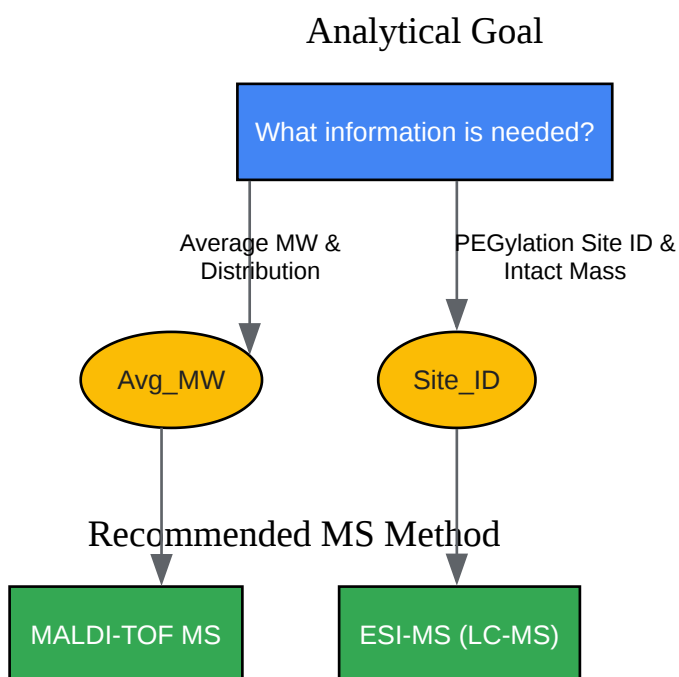 Analytical Goal
What information is needed?
Average MW &
Distribution
PEGylation Site ID &
Intact Mass
Avg_MW
Site_ID
Recommended MS Method
MALDI-TOF MS
ESI-MS (LC-MS)